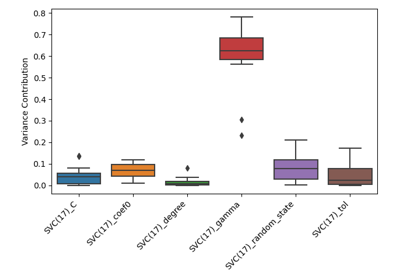 0.8
0.7
0.6
0.5
0.4
0.3
0.2
0.1
0.0
Variance Contribution
SVC(17)_C
SVC(17)_coef0
SVC(17)_degree
SVC(17)_gamma
SVC(17)_random_state
SVC(17)_tol